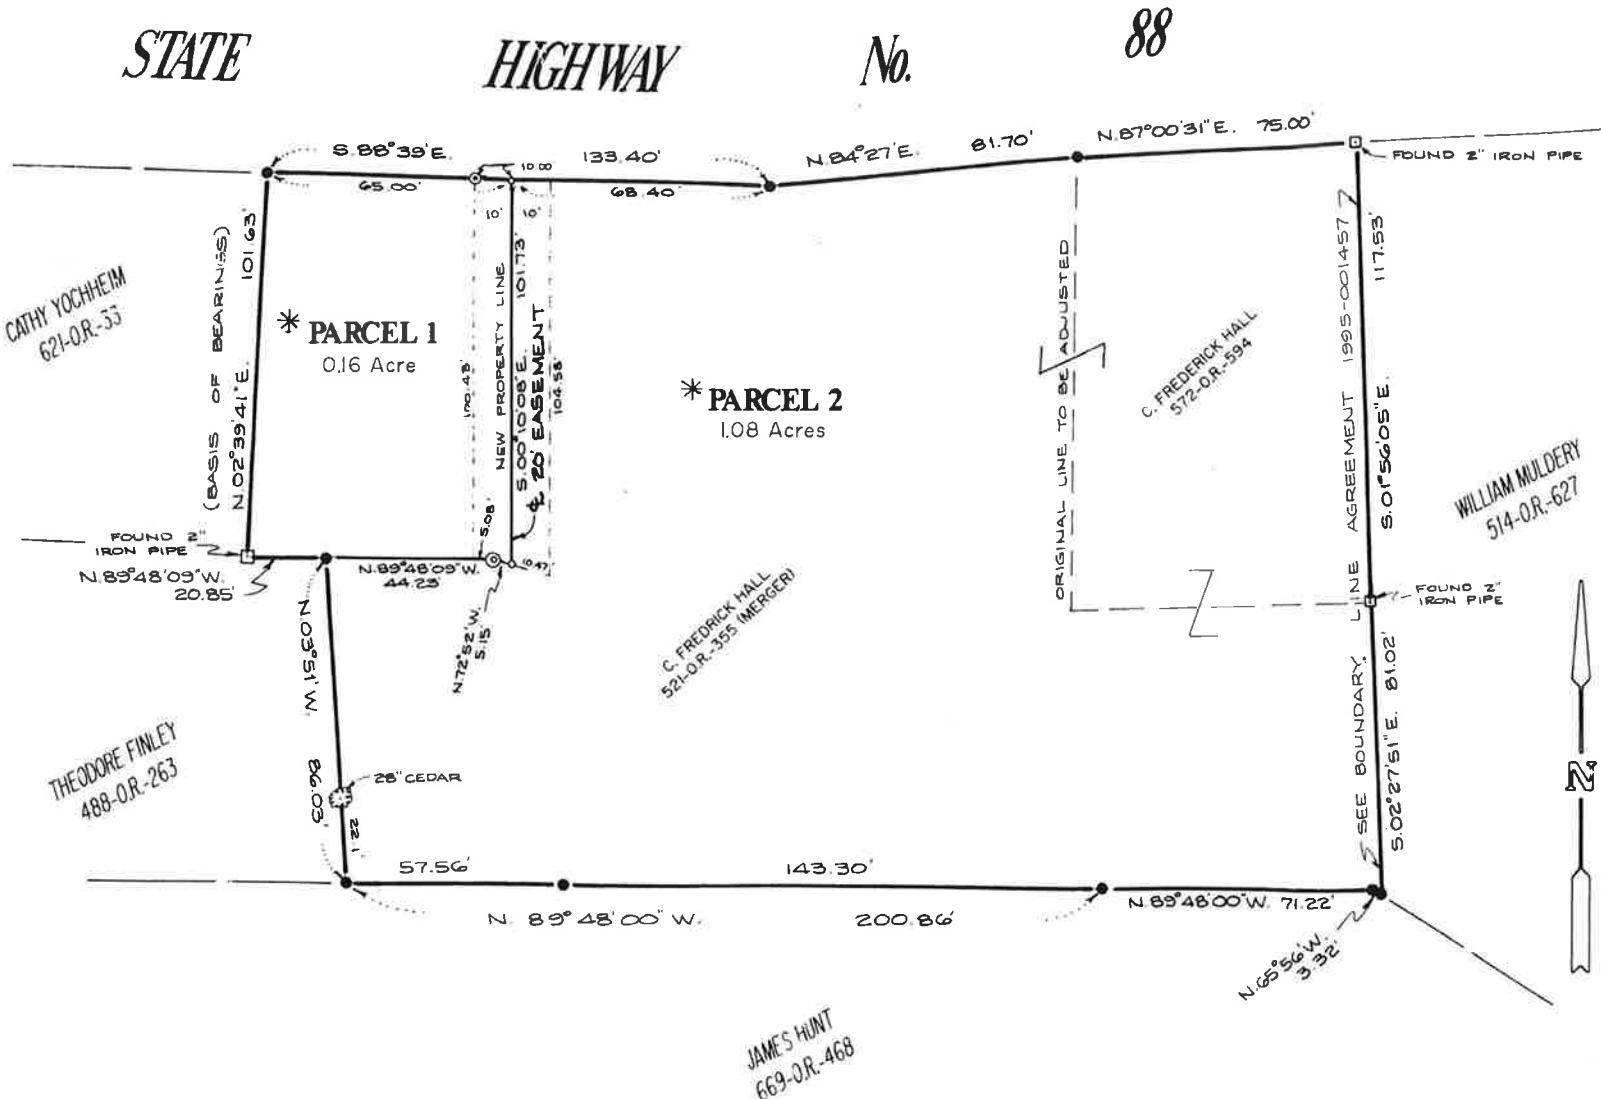 STATE HIGHWAY No. 88
S.88°39'E. 133.40'
65.00'
10.00
68.40'
N.84°27'E. 81.70'
N.87°00'31"E. 75.00'
FOUND 2" IRON PIPE
10' 10'
101.63'
(BASIS OF BEARINGS)
N.02°39'41"E.
CATHY YOCHHEIM
621-O.R.-33
PARCEL 1
0.16 Acre
100.43'
NEW PROPERTY LINE
S.00°10'08"E. 101.73'
℄ 20' EASEMENT
104.58'
PARCEL 2
1.08 Acres
ORIGINAL LINE TO BE ADJUSTED
C. FREDERICK HALL
572-O.R.-594
SEE BOUNDARY LINE AGREEMENT 1995-001457
117.53'
S.01°56'05"E.
WILLIAM MULDERY
514-O.R.-627
FOUND 2"
IRON PIPE
N.89°48'09"W.
20.85'
N.89°48'09"W.
44.23'
5.08'
10.47'
N.72°52'W.
5.15'
C. FREDRICK HALL
521-O.R.-355 (MERGER)
FOUND 2"
IRON PIPE
N.03°51'W. 86.03'
28" CEDAR
1.22'
THEODORE FINLEY
488-O.R.-263
S.02°27'51"E. 81.02'
N
57.56'
143.30'
N. 89°48'00" W. 200.86'
N.89°48'00"W. 71.22'
N.65°56'W.
3.32'
JAMES HUNT
669-O.R.-468